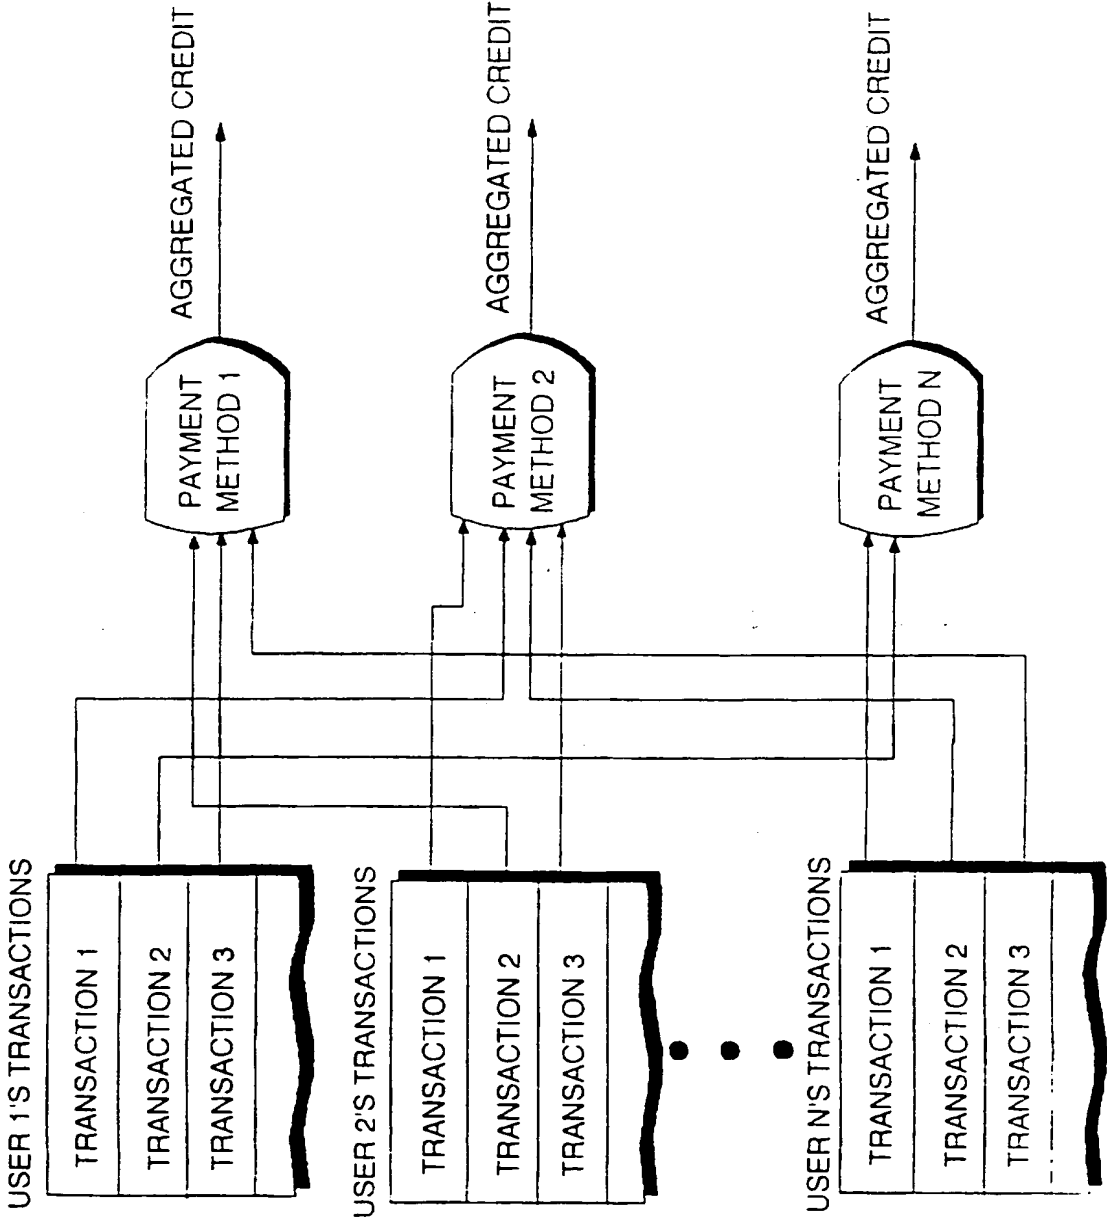 USER 1'S TRANSACTIONS
TRANSACTION 1
TRANSACTION 2
TRANSACTION 3
USER 2'S TRANSACTIONS
TRANSACTION 1
TRANSACTION 2
TRANSACTION 3
USER N'S TRANSACTIONS
TRANSACTION 1
TRANSACTION 2
TRANSACTION 3
PAYMENT
METHOD 1
PAYMENT
METHOD 2
PAYMENT
METHOD N
AGGREGATED CREDIT
AGGREGATED CREDIT
AGGREGATED CREDIT